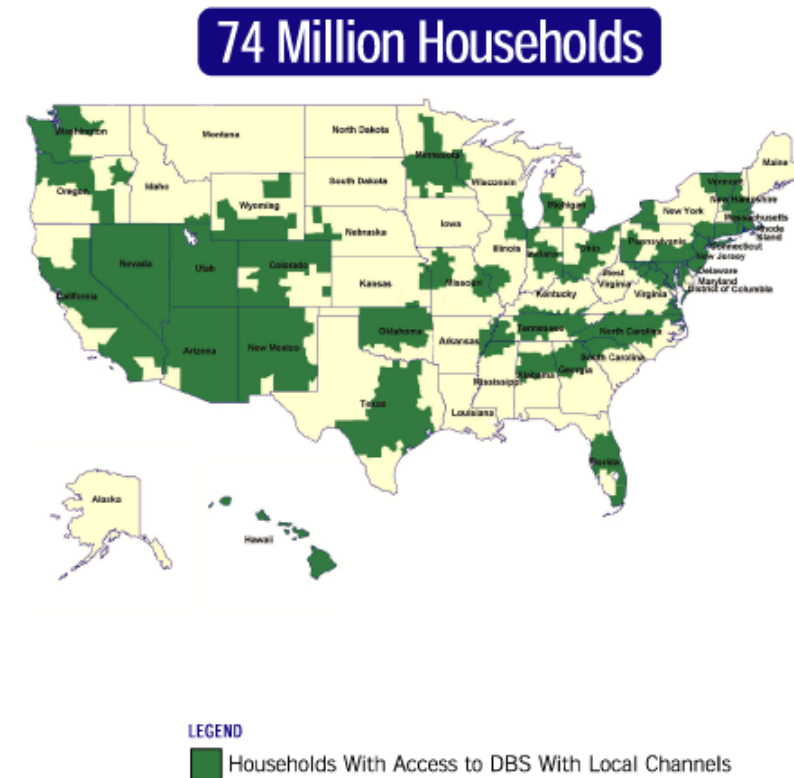 74 Million Households
Washington
Montana
North Dakota
Minnesota
Maine
Oregon
Idaho
Wyoming
South Dakota
Wisconsin
Michigan
New York
Vermont
New Hampshire
Massachusetts
Rhode
Island
Connecticut
New Jersey
Nevada
Utah
Colorado
Nebraska
Iowa
Illinois
Indiana
Ohio
Pennsylvania
Delaware
Maryland
District of Columbia
California
Kansas
Missouri
Kentucky
West
Virginia
Virginia
Arizona
New Mexico
Oklahoma
Arkansas
Tennessee
North Carolina
South Carolina
Texas
Louisiana
Mississippi
Alabama
Georgia
Florida
Alaska
Hawaii
LEGEND
Households With Access to DBS With Local Channels